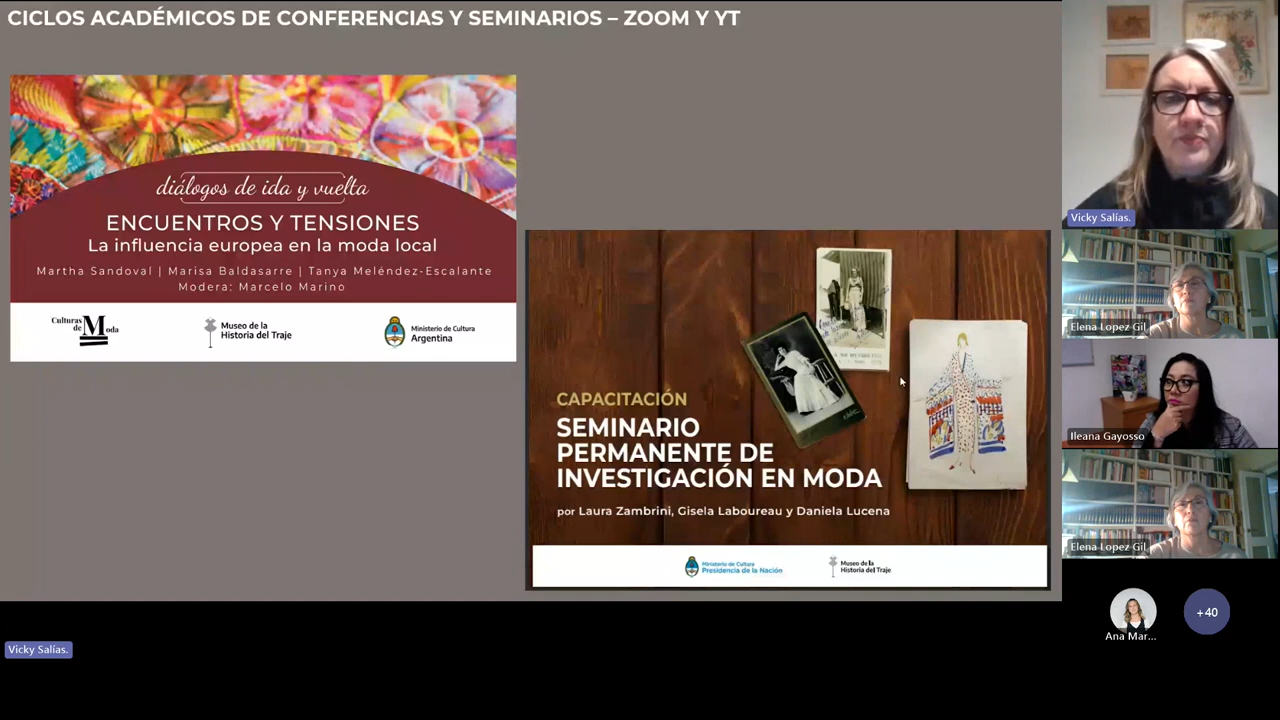 CICLOS ACADÉMICOS DE CONFERENCIAS Y SEMINARIOS – ZOOM Y YT
diálogos de ida y vuelta
ENCUENTROS Y TENSIONES
La influencia europea en la moda local
Martha Sandoval | Marisa Baldasarre | Tanya Meléndez-Escalante
Modera: Marcelo Marino
Culturas
de Moda
Museo de la
Historia del Traje
Ministerio de Cultura
Argentina
CAPACITACIÓN
SEMINARIO
PERMANENTE DE
INVESTIGACIÓN EN MODA
por Laura Zambrini, Gisela Laboureau y Daniela Lucena
Ministerio de Cultura
Presidencia de la Nación
Museo de la
Historia del Traje
Vicky Salías.
Elena Lopez Gil.
Ileana Gayosso
Elena Lopez Gil.
Ana Mar...
+40
Vicky Salías.